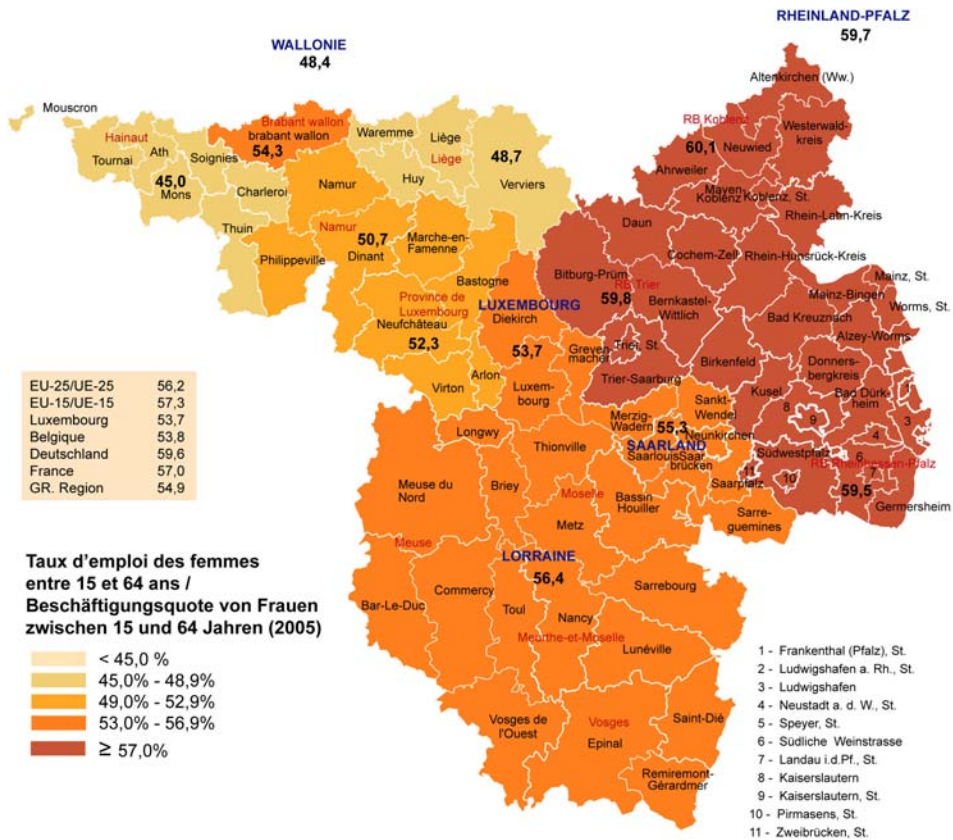 RHEINLAND-PFALZ
59,7
WALLONIE
48,4
Altenkirchen (Ww.)
Mouscron
Hainaut
Tournai
Ath
45,0
Mons
Soignies
Charleroi
Thuin
Brabant wallon
brabant wallon
54,3
Waremme
Liège
Liège
Huy
48,7
Verviers
Namur
Namur
50,7
Dinant
Philippeville
Marche-en-
Famenne
Bastogne
Province de
Luxembourg
Neufchâteau
52,3
Virton
Arlon
LUXEMBOURG
Diekirch
53,7
Greven-
macher
Luxem-
bourg
RB Koblenz
60,1
Neuwied
Westerwald-
kreis
Ahrweiler
Mayen-
Koblenz
Koblenz, St.
Rhein-Lahn-Kreis
Daun
Cochem-Zell
Rhein-Hunsrück-Kreis
Bitburg-Prüm
RB Trier
59,8
Bernkastel-
Wittlich
Trier, St.
Trier-Saarburg
Birkenfeld
Bad Kreuznach
Mainz, St.
Mainz-Bingen
Worms, St.
Alzey-Worms
Donners-
bergkreis
Bad Dürk-
heim
Kusel
1
2
3
4
5
6
7
8
9
10
11
Südwestpfalz
RB Rheinhessen-Pfalz
59,5
Germersheim
Merzig-
Wadern
Sankt-
Wendel
55,3
Neunkirchen
SAARLAND
Saarlouis
Saar
brücken
Saarpfalz
Longwy
Thionville
Meuse du
Nord
Briey
Moselle
Bassin
Houiller
Sarre-
guemines
Metz
Meuse
LORRAINE
56,4
Sarrebourg
Bar-Le-Duc
Commercy
Toul
Nancy
Meurthe-et-Moselle
Lunéville
Vosges de
l'Ouest
Vosges
Epinal
Saint-Dié
Remiremont-
Gérardmer
EU-25/UE-25 56,2
EU-15/UE-15 57,3
Luxembourg 53,7
Belgique 53,8
Deutschland 59,6
France 57,0
GR. Region 54,9
Taux d'emploi des femmes
entre 15 et 64 ans /
Beschäftigungsquote von Frauen
zwischen 15 und 64 Jahren (2005)
< 45,0 %
45,0% - 48,9%
49,0% - 52,9%
53,0% - 56,9%
≥ 57,0%
1 - Frankenthal (Pfalz), St.
2 - Ludwigshafen a. Rh., St.
3 - Ludwigshafen
4 - Neustadt a. d. W., St.
5 - Speyer, St.
6 - Südliche Weinstrasse
7 - Landau i.d.Pf., St.
8 - Kaiserslautern
9 - Kaiserslautern, St.
10 - Pirmasens, St.
11 - Zweibrücken, St.